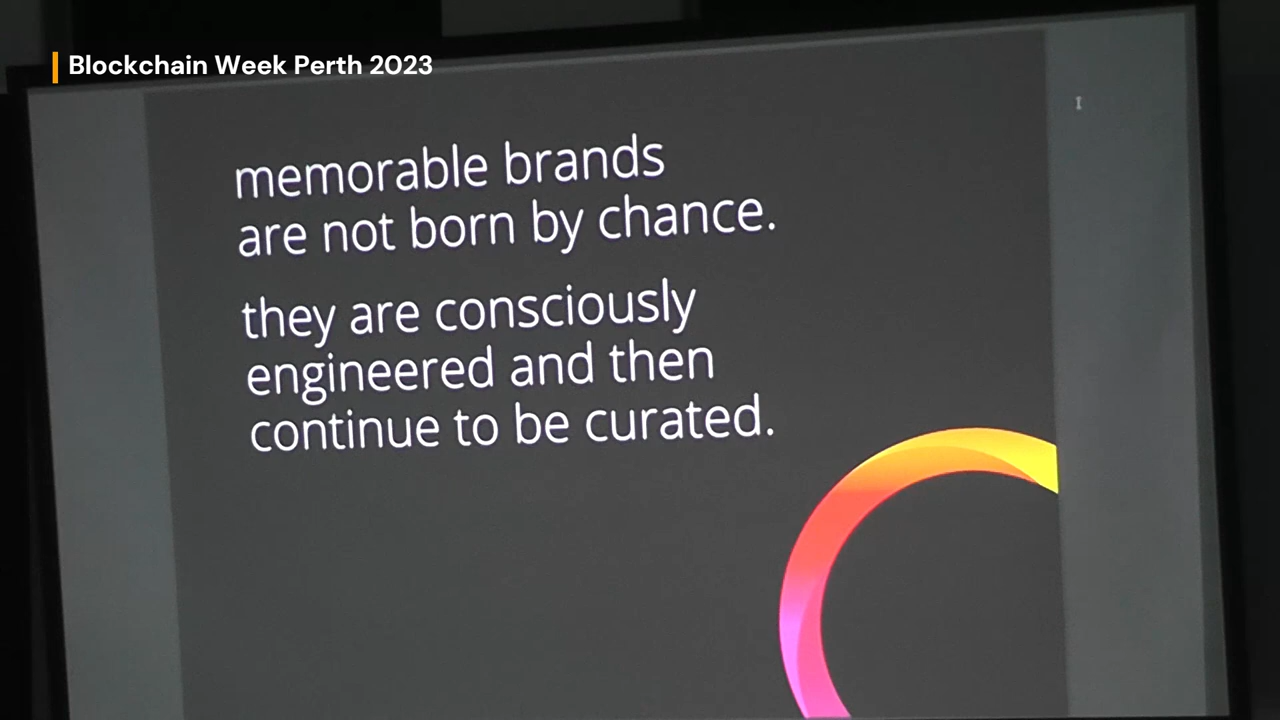 Blockchain Week Perth 2023
memorable brands
are not born by chance.
they are consciously
engineered and then
continue to be curated.